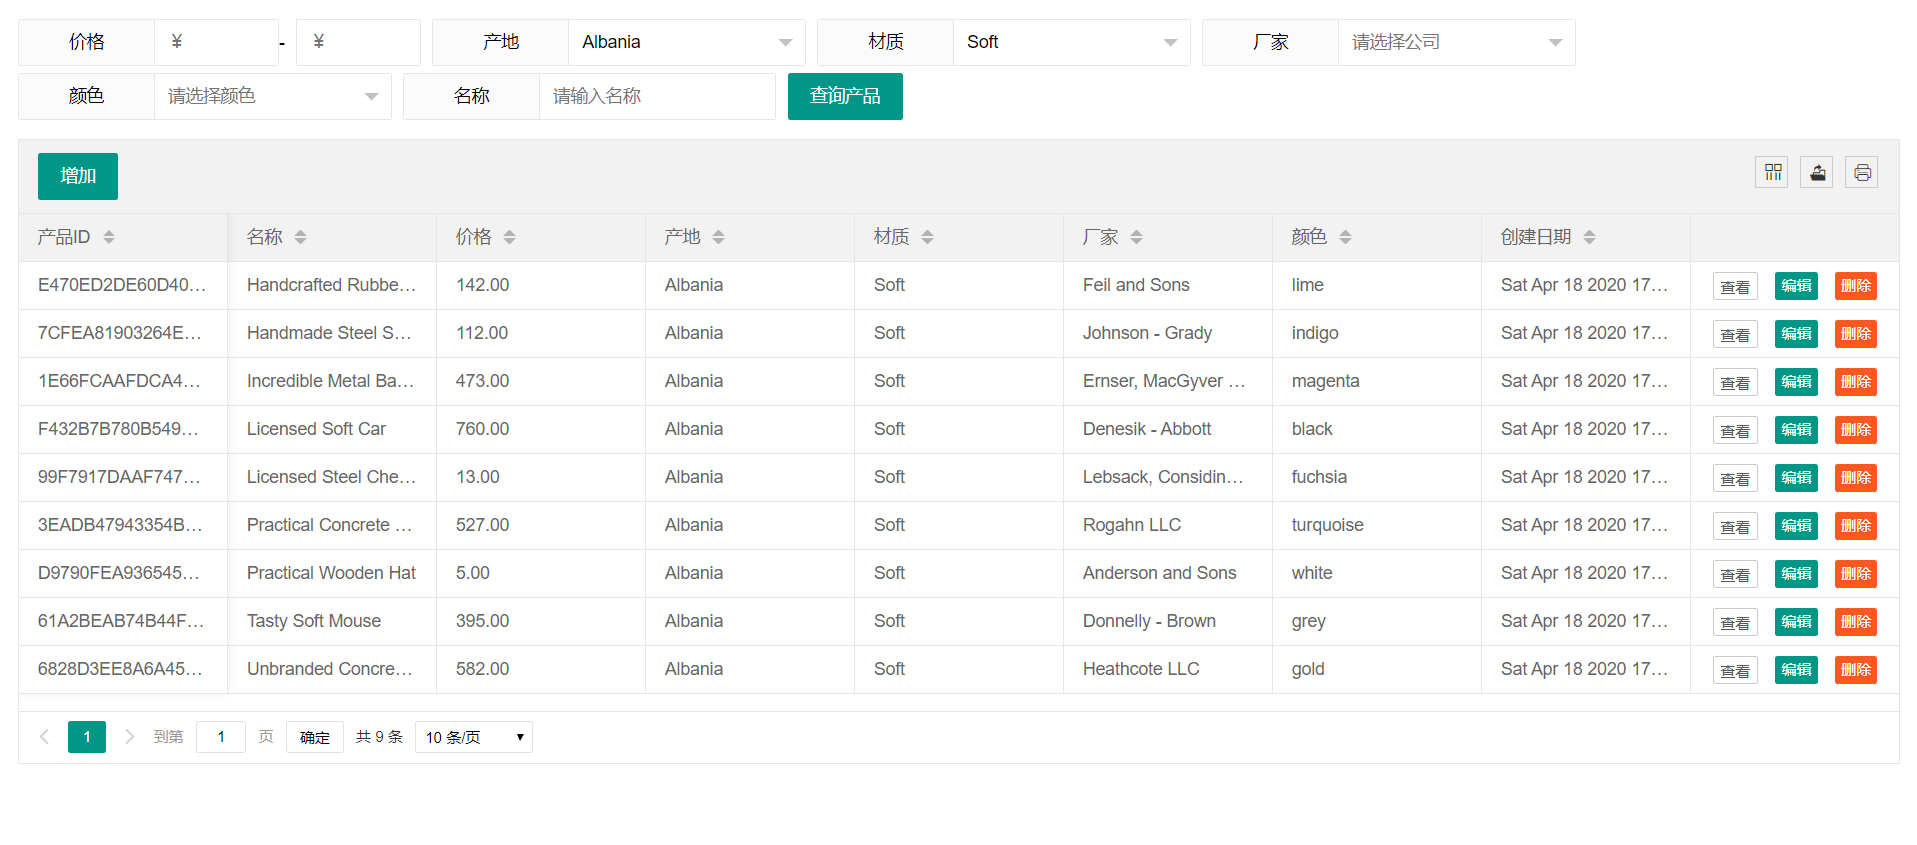 价格 ¥ - ¥ 产地 Albania 材质 Soft 厂家 请选择公司
颜色 请选择颜色 名称 请输入名称 查询产品
增加
产品ID 名称 价格 产地 材质 厂家 颜色 创建日期
E470ED2DE60D40... Handcrafted Rubbe... 142.00 Albania Soft Feil and Sons lime Sat Apr 18 2020 17... 查看 编辑 删除
7CFEA81903264E... Handmade Steel S... 112.00 Albania Soft Johnson - Grady indigo Sat Apr 18 2020 17... 查看 编辑 删除
1E66FCAAFDCA4... Incredible Metal Ba... 473.00 Albania Soft Ernser, MacGyver ... magenta Sat Apr 18 2020 17... 查看 编辑 删除
F432B7B780B549... Licensed Soft Car 760.00 Albania Soft Denesik - Abbott black Sat Apr 18 2020 17... 查看 编辑 删除
99F7917DAAF747... Licensed Steel Che... 13.00 Albania Soft Lebsack, Considin... fuchsia Sat Apr 18 2020 17... 查看 编辑 删除
3EADB47943354B... Practical Concrete ... 527.00 Albania Soft Rogahn LLC turquoise Sat Apr 18 2020 17... 查看 编辑 删除
D9790FEA936545... Practical Wooden Hat 5.00 Albania Soft Anderson and Sons white Sat Apr 18 2020 17... 查看 编辑 删除
61A2BEAB74B44F... Tasty Soft Mouse 395.00 Albania Soft Donnelly - Brown grey Sat Apr 18 2020 17... 查看 编辑 删除
6828D3EE8A6A45... Unbranded Concre... 582.00 Albania Soft Heathcote LLC gold Sat Apr 18 2020 17... 查看 编辑 删除
1 到第 1 页 确定 共 9 条 10 条/页